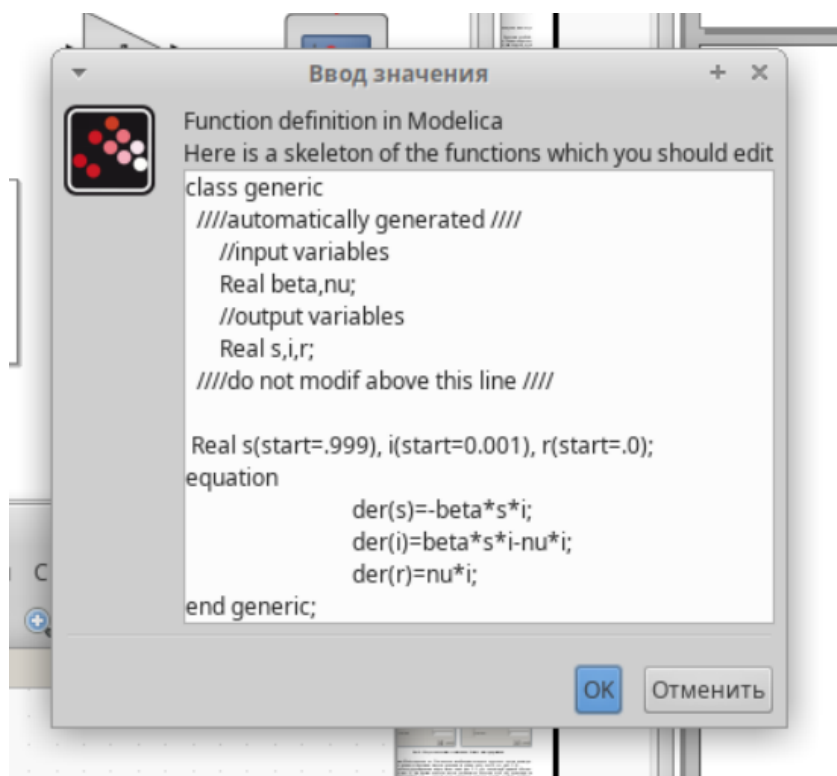 Ввод значения
Function definition in Modelica
Here is a skeleton of the functions which you should edit
class generic
////automatically generated ////
//input variables
Real beta,nu;
//output variables
Real s,i,r;
////do not modif above this line ////
Real s(start=.999), i(start=0.001), r(start=.0);
equation
der(s)=-beta*s*i;
der(i)=beta*s*i-nu*i;
der(r)=nu*i;
end generic;
С
OK
Отменить